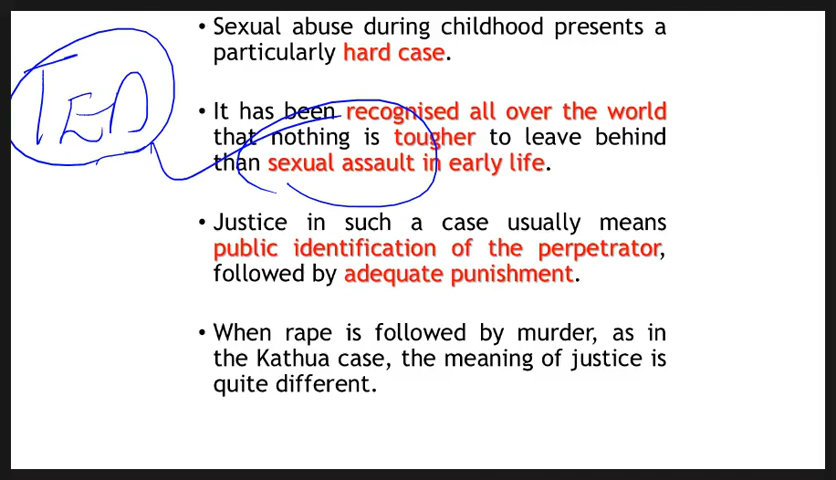 TED
• Sexual abuse during childhood presents a
particularly hard case.
• It has been recognised all over the world
that nothing is tougher to leave behind
than sexual assault in early life.
• Justice in such a case usually means
public identification of the perpetrator,
followed by adequate punishment.
• When rape is followed by murder, as in
the Kathua case, the meaning of justice is
quite different.